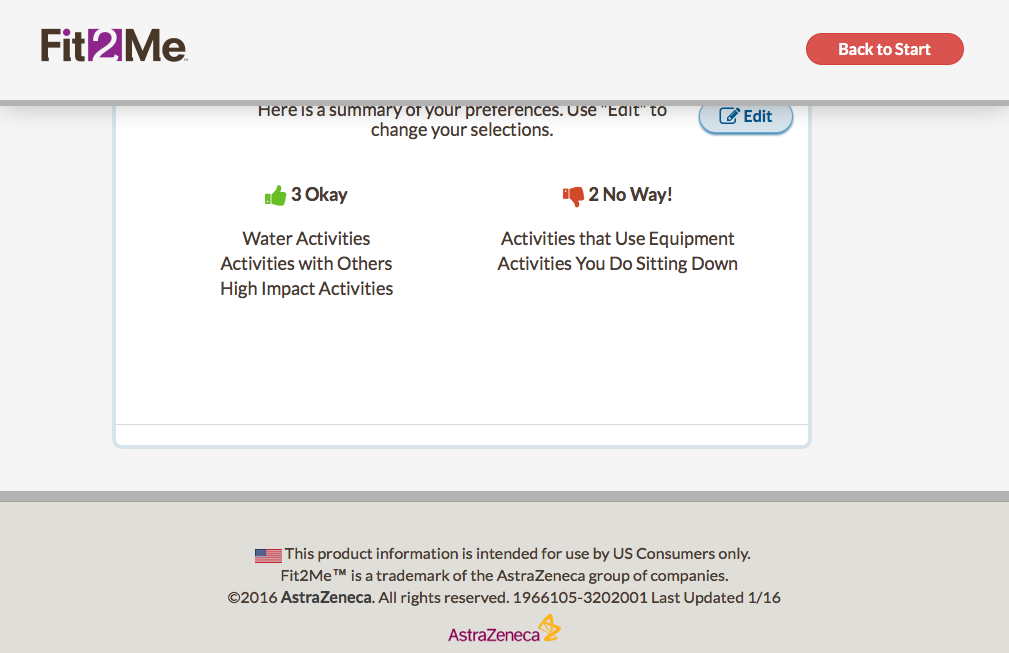 Fit2Me™
Back to Start
Here is a summary of your preferences. Use "Edit" to
change your selections.
Edit
3 Okay
Water Activities
Activities with Others
High Impact Activities
2 No Way!
Activities that Use Equipment
Activities You Do Sitting Down
This product information is intended for use by US Consumers only.
Fit2Me™ is a trademark of the AstraZeneca group of companies.
©2016 AstraZeneca. All rights reserved. 1966105-3202001 Last Updated 1/16
AstraZeneca